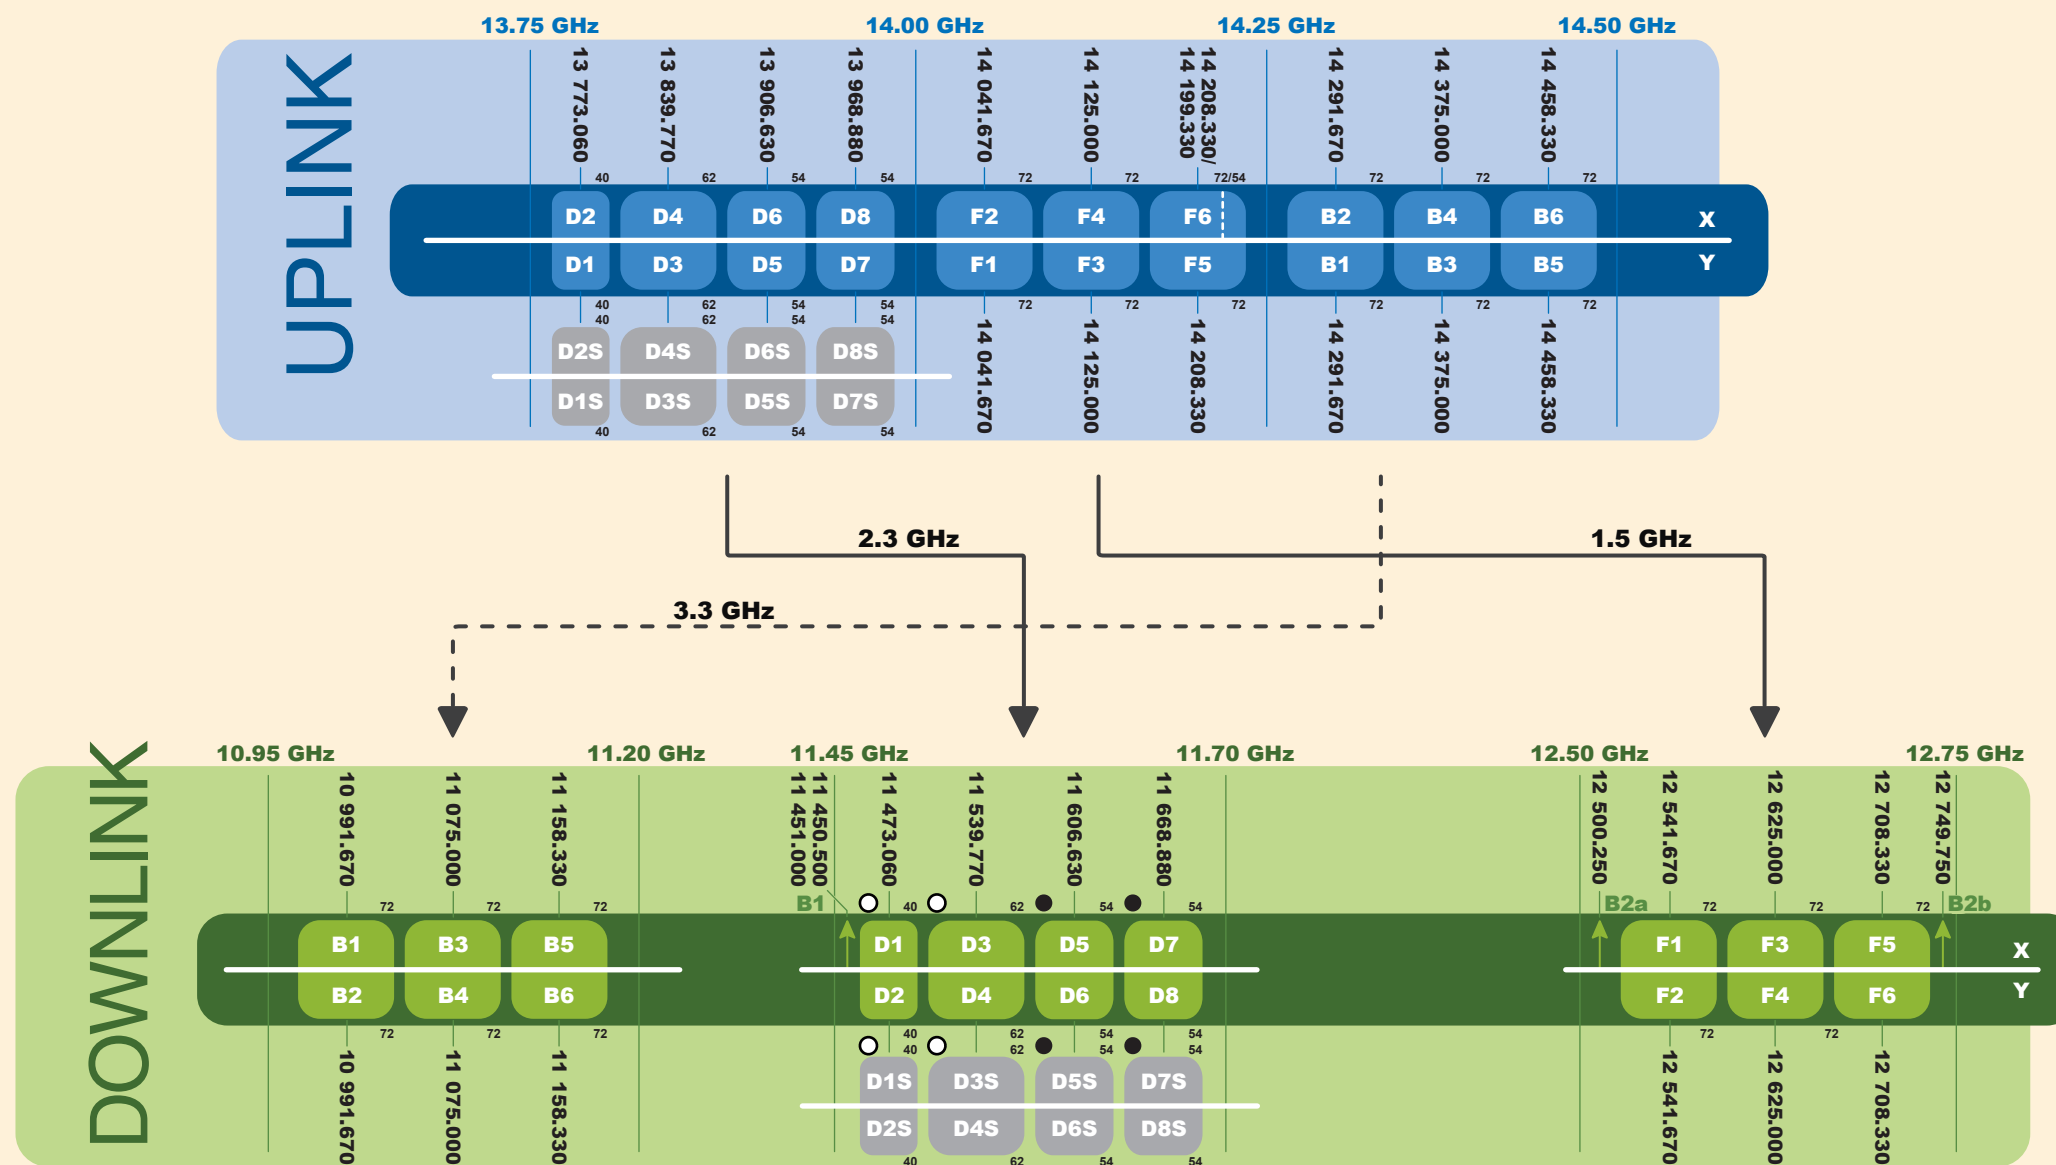 13.75 GHz 14.00 GHz 14.25 GHz 14.50 GHz
UPLINK
13 773.060 13 839.770 13 906.630 13 968.880 14 041.670 14 125.000 14 208.330/ 14 199.330 14 291.670 14 375.000 14 458.330
40 62 54 54 72 72 72/54 72 72 72
D2 D4 D6 D8 F2 F4 F6 B2 B4 B6 X
D1 D3 D5 D7 F1 F3 F5 B1 B3 B5 Y
40 62 54 54 72 72 72 72 72 72
40 62 54 54
14 041.670 14 125.000 14 208.330 14 291.670 14 375.000 14 458.330
D2S D4S D6S D8S
D1S D3S D5S D7S
40 62 54 54
2.3 GHz 1.5 GHz
3.3 GHz
10.95 GHz 11.20 GHz 11.45 GHz 11.70 GHz 12.50 GHz 12.75 GHz
DOWNLINK
10 991.670 11 075.000 11 158.330 11 450.500 11 451.000 11 473.060 11 539.770 11 606.630 11 668.880 12 500.250 12 541.670 12 625.000 12 708.330 12 749.750
B1 B2a B2b
72 72 72 40 62 54 54 72 72 72
B1 B3 B5 D1 D3 D5 D7 F1 F3 F5 X
B2 B4 B6 D2 D4 D6 D8 F2 F4 F6 Y
72 72 72 40 62 54 54 72 72
40 62 54 54
10 991.670 11 075.000 11 158.330 12 541.670 12 625.000 12 708.330
D1S D3S D5S D7S
D2S D4S D6S D8S
40 62 54 54